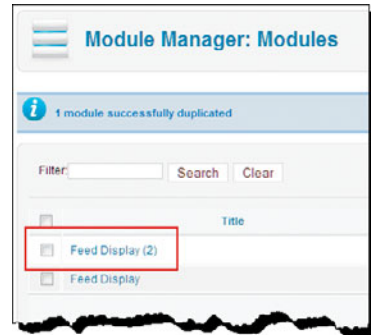 Module Manager: Modules
1 module successfully duplicated
Filter: Search Clear
Title
Feed Display (2)
Feed Display